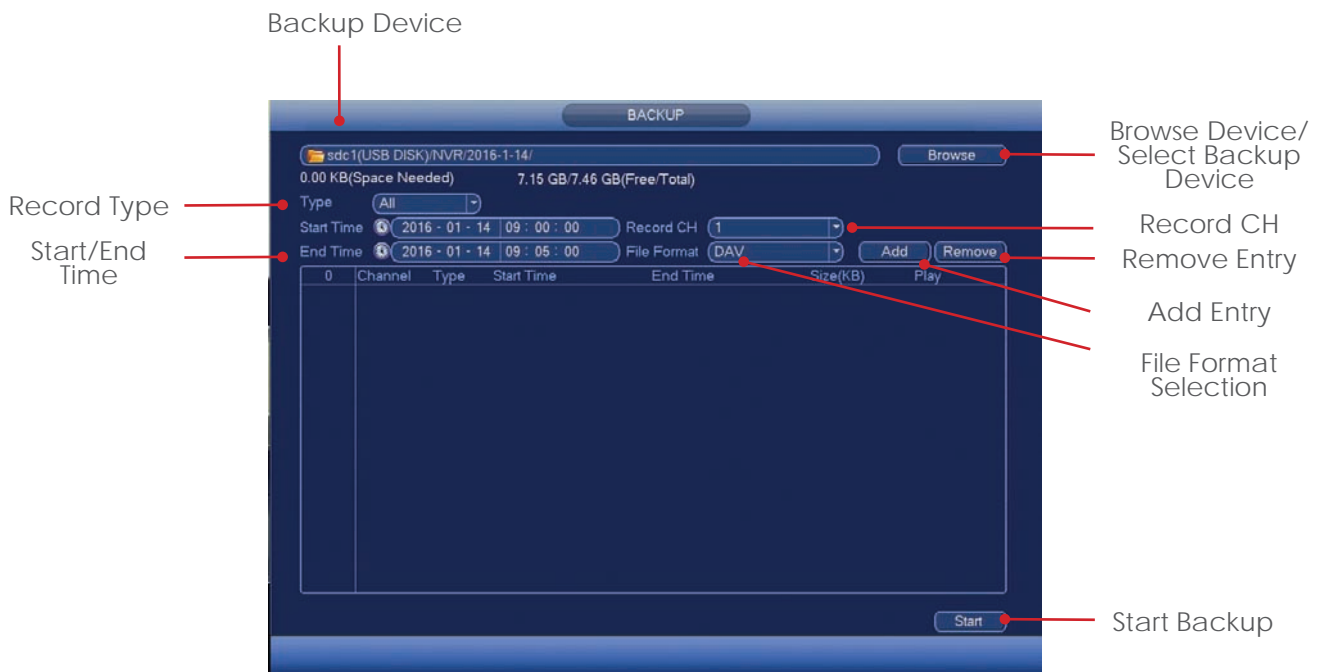 Backup Device
BACKUP
sdc1(USB DISK)/NVR/2016-1-14/
Browse
0.00 KB(Space Needed) 7.15 GB/7.46 GB(Free/Total)
Type All
Start Time 2016 - 01 - 14 09 : 00 : 00 Record CH 1
End Time 2016 - 01 - 14 09 : 05 : 00 File Format DAV Add Remove
0 Channel Type Start Time End Time Size(KB) Play
Start
Record Type
Start/End
Time
Browse Device/
Select Backup
Device
Record CH
Remove Entry
Add Entry
File Format
Selection
Start Backup